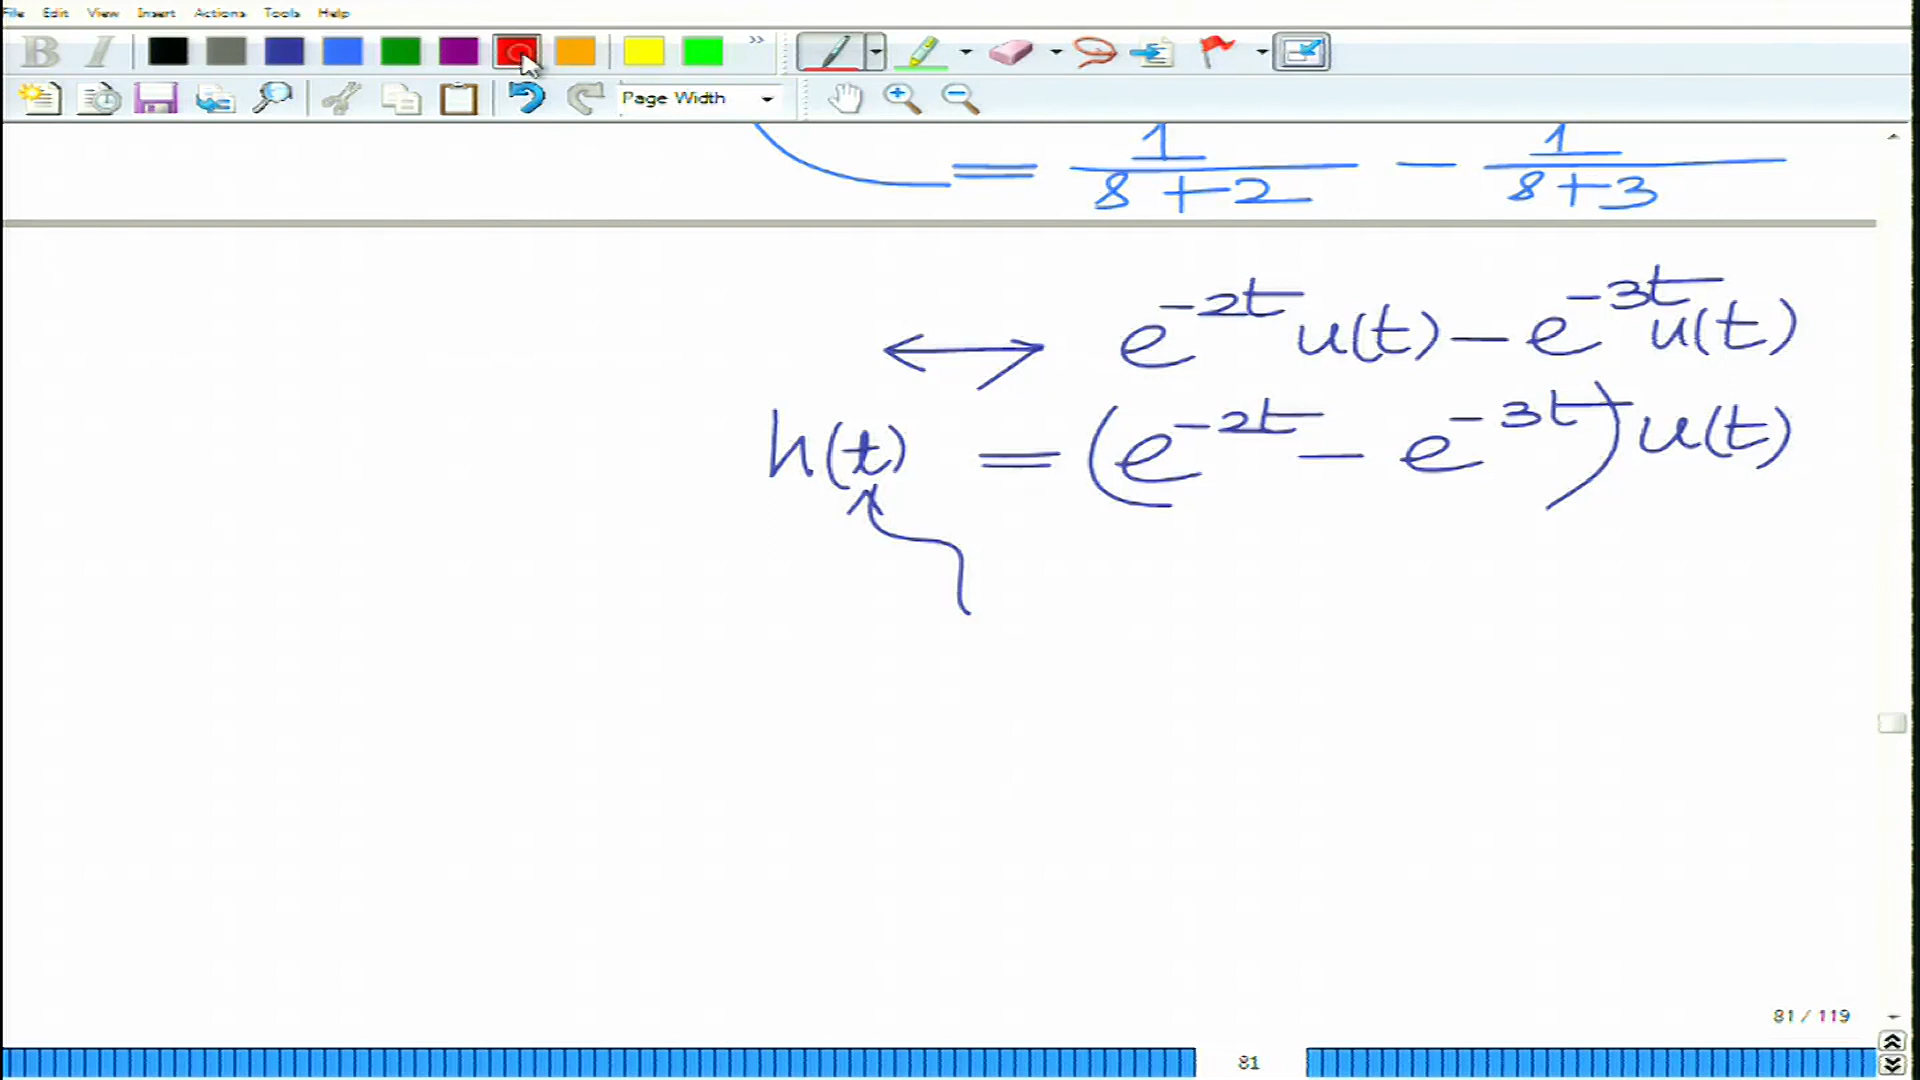 File Edit View Insert Actions Tools Help
B I
Page Width
= 1/(s+2) - 1/(s+3)
↔ e^{-2t} u(t) - e^{-3t} u(t)
h(t) = (e^{-2t} - e^{-3t}) u(t)
81 / 119
81